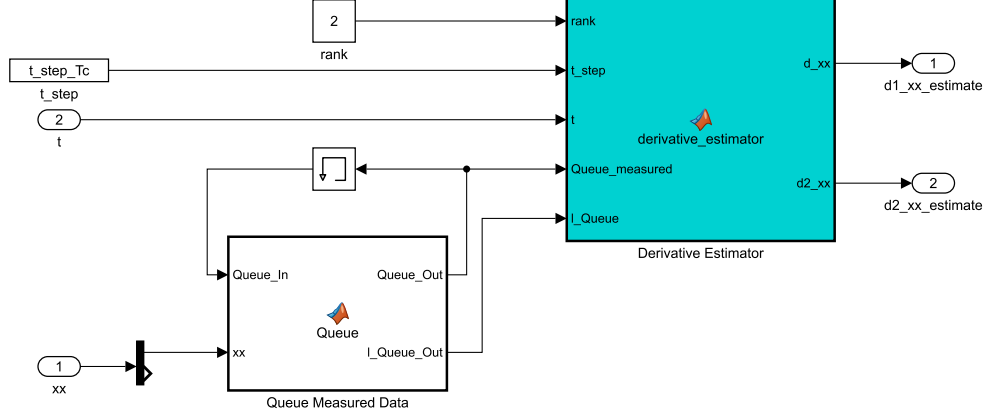 2
rank
rank
t_step_Tc
t_step
t_step
d_xx
1
d1_xx_estimate
2
t
t
derivative_estimator
Queue_measured
d2_xx
2
d2_xx_estimate
l_Queue
Derivative Estimator
Queue_In
Queue_Out
Queue
xx
l_Queue_Out
1
xx
Queue Measured Data